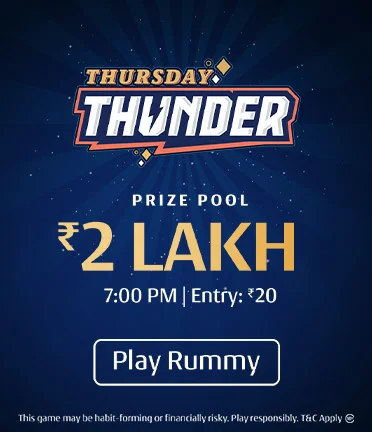 THURSDAY
THUNDER
PRIZE POOL
₹2 LAKH
7:00 PM | Entry: ₹20
Play Rummy
This game may be habit-forming or financially risky. Play responsibly. T&C Apply